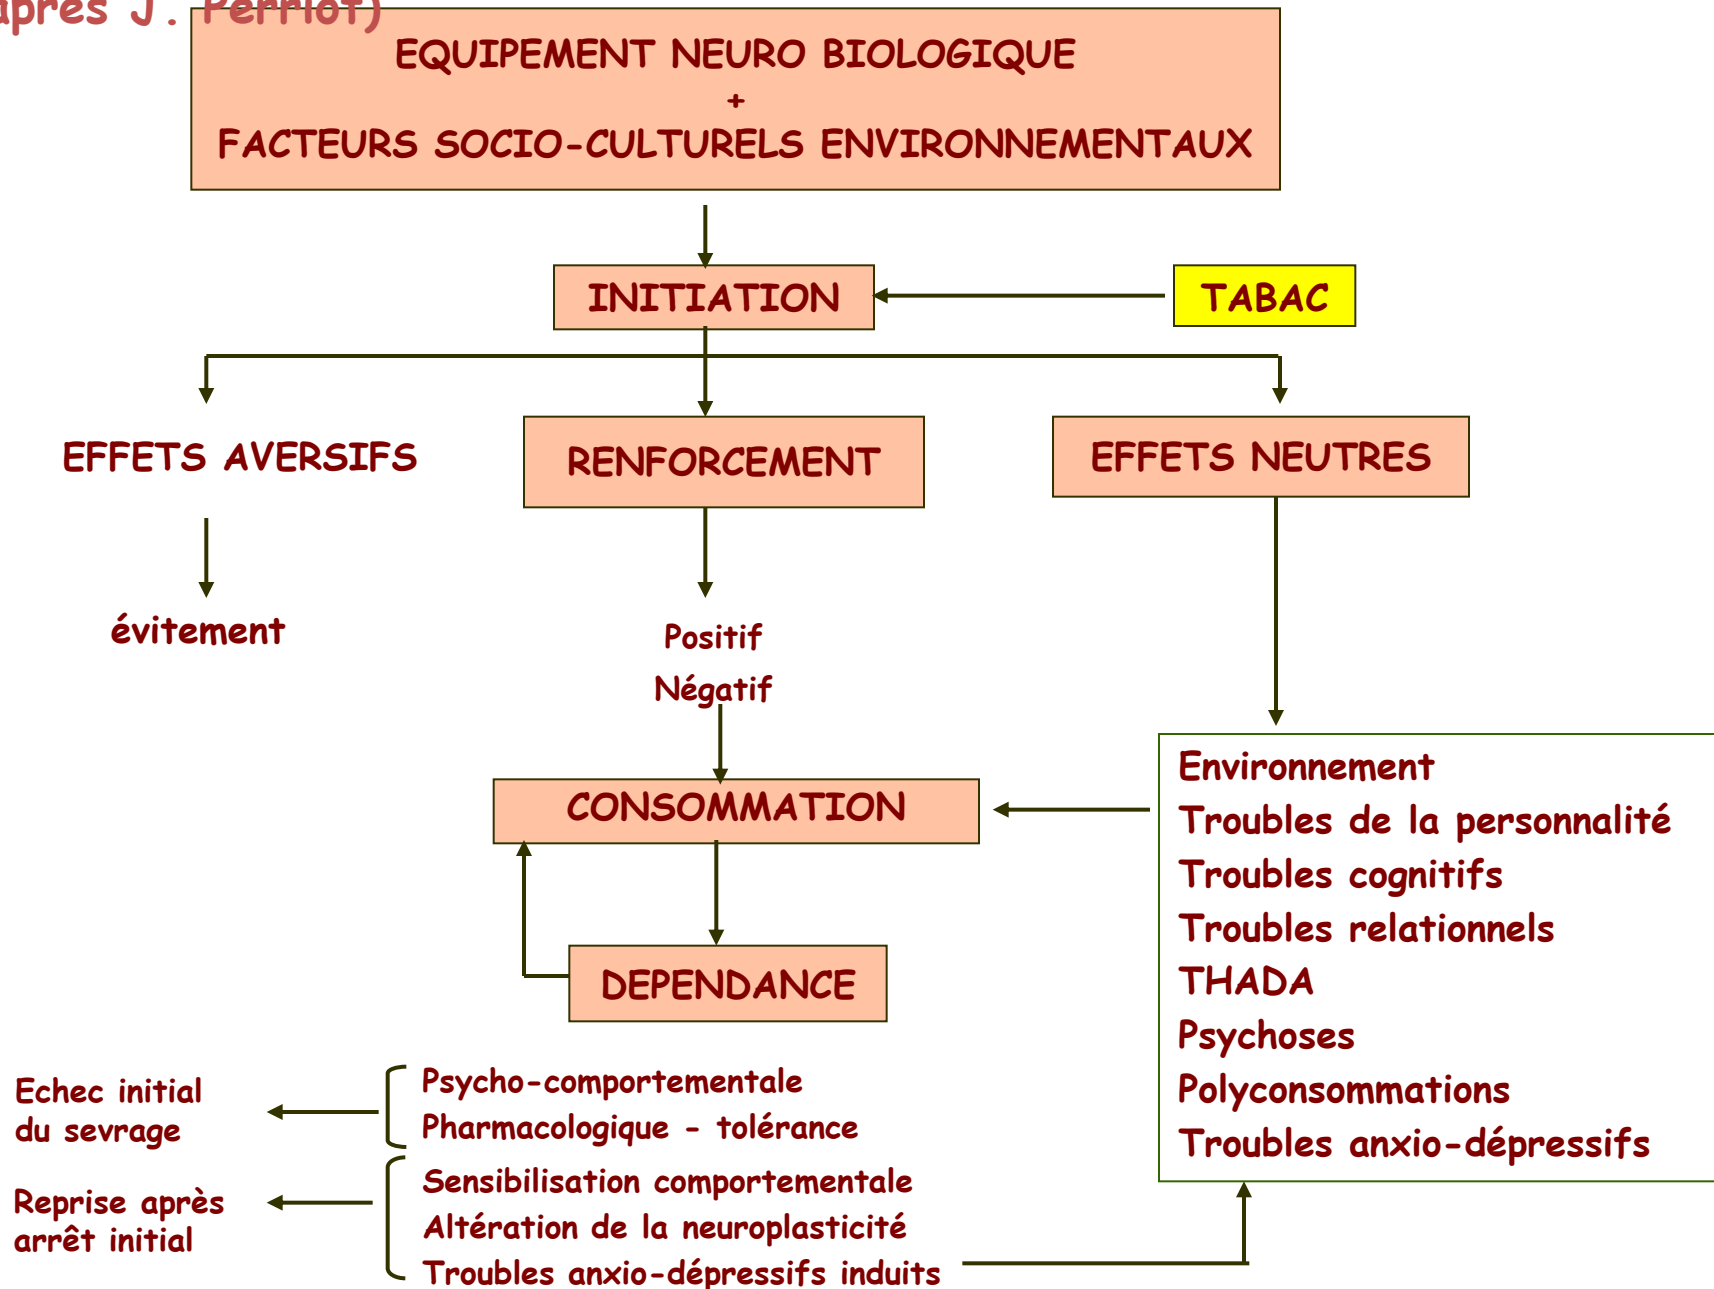 après J. Perriot)
EQUIPEMENT NEURO BIOLOGIQUE
+
FACTEURS SOCIO-CULTURELS ENVIRONNEMENTAUX
INITIATION
TABAC
EFFETS AVERSIFS
RENFORCEMENT
EFFETS NEUTRES
évitement
Positif
Négatif
CONSOMMATION
Environnement
Troubles de la personnalité
Troubles cognitifs
Troubles relationnels
THADA
Psychoses
Polyconsommations
Troubles anxio-dépressifs
DEPENDANCE
Echec initial
du sevrage
Psycho-comportementale
Pharmacologique - tolérance
Reprise après
arrêt initial
Sensibilisation comportementale
Altération de la neuroplasticité
Troubles anxio-dépressifs induits